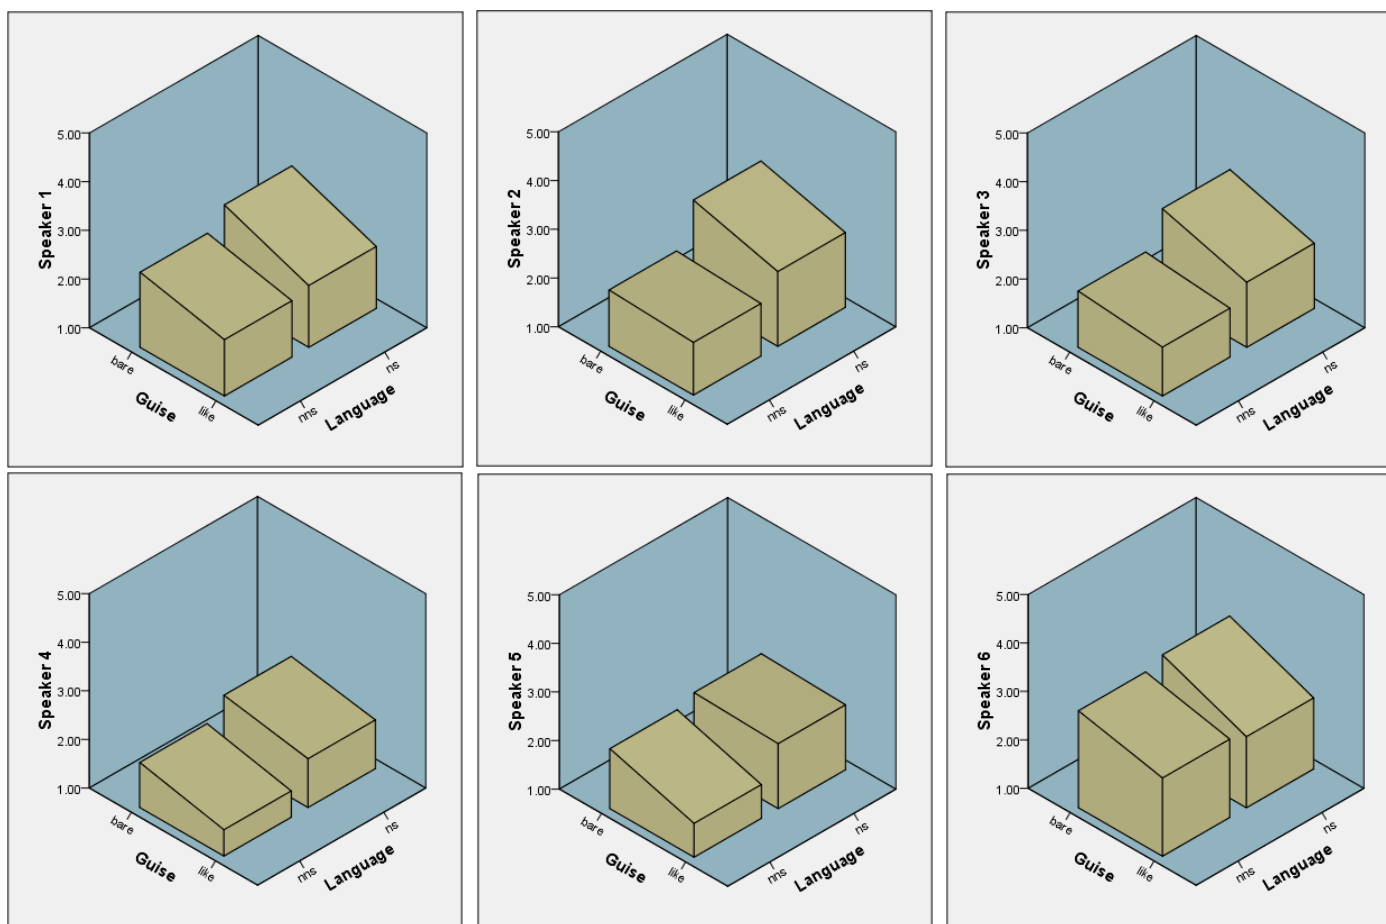 5.00
4.00
3.00
2.00
1.00
Speaker 1
bare
like
Guise
nns
ns
Language
5.00
4.00
3.00
2.00
1.00
Speaker 2
bare
like
Guise
nns
ns
Language
5.00
4.00
3.00
2.00
1.00
Speaker 3
bare
like
Guise
nns
ns
Language
5.00
4.00
3.00
2.00
1.00
Speaker 4
bare
like
Guise
nns
ns
Language
5.00
4.00
3.00
2.00
1.00
Speaker 5
bare
like
Guise
nns
ns
Language
5.00
4.00
3.00
2.00
1.00
Speaker 6
bare
like
Guise
nns
ns
Language